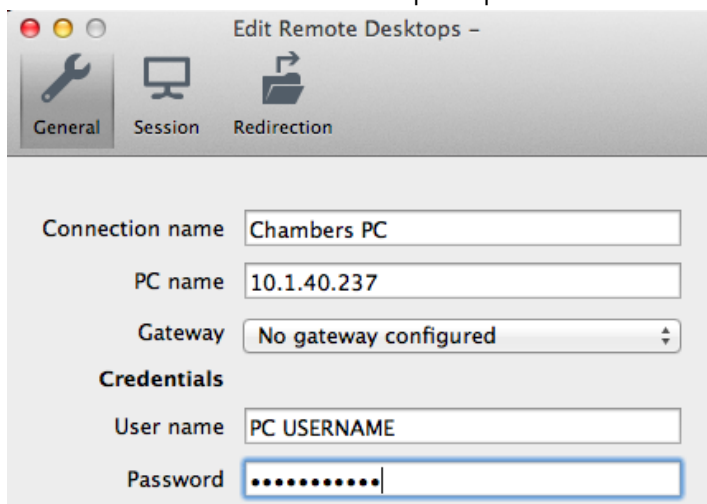 Edit Remote Desktops –
General Session Redirection
Connection name Chambers PC
PC name 10.1.40.237
Gateway No gateway configured
Credentials
User name PC USERNAME
Password •••••••••••